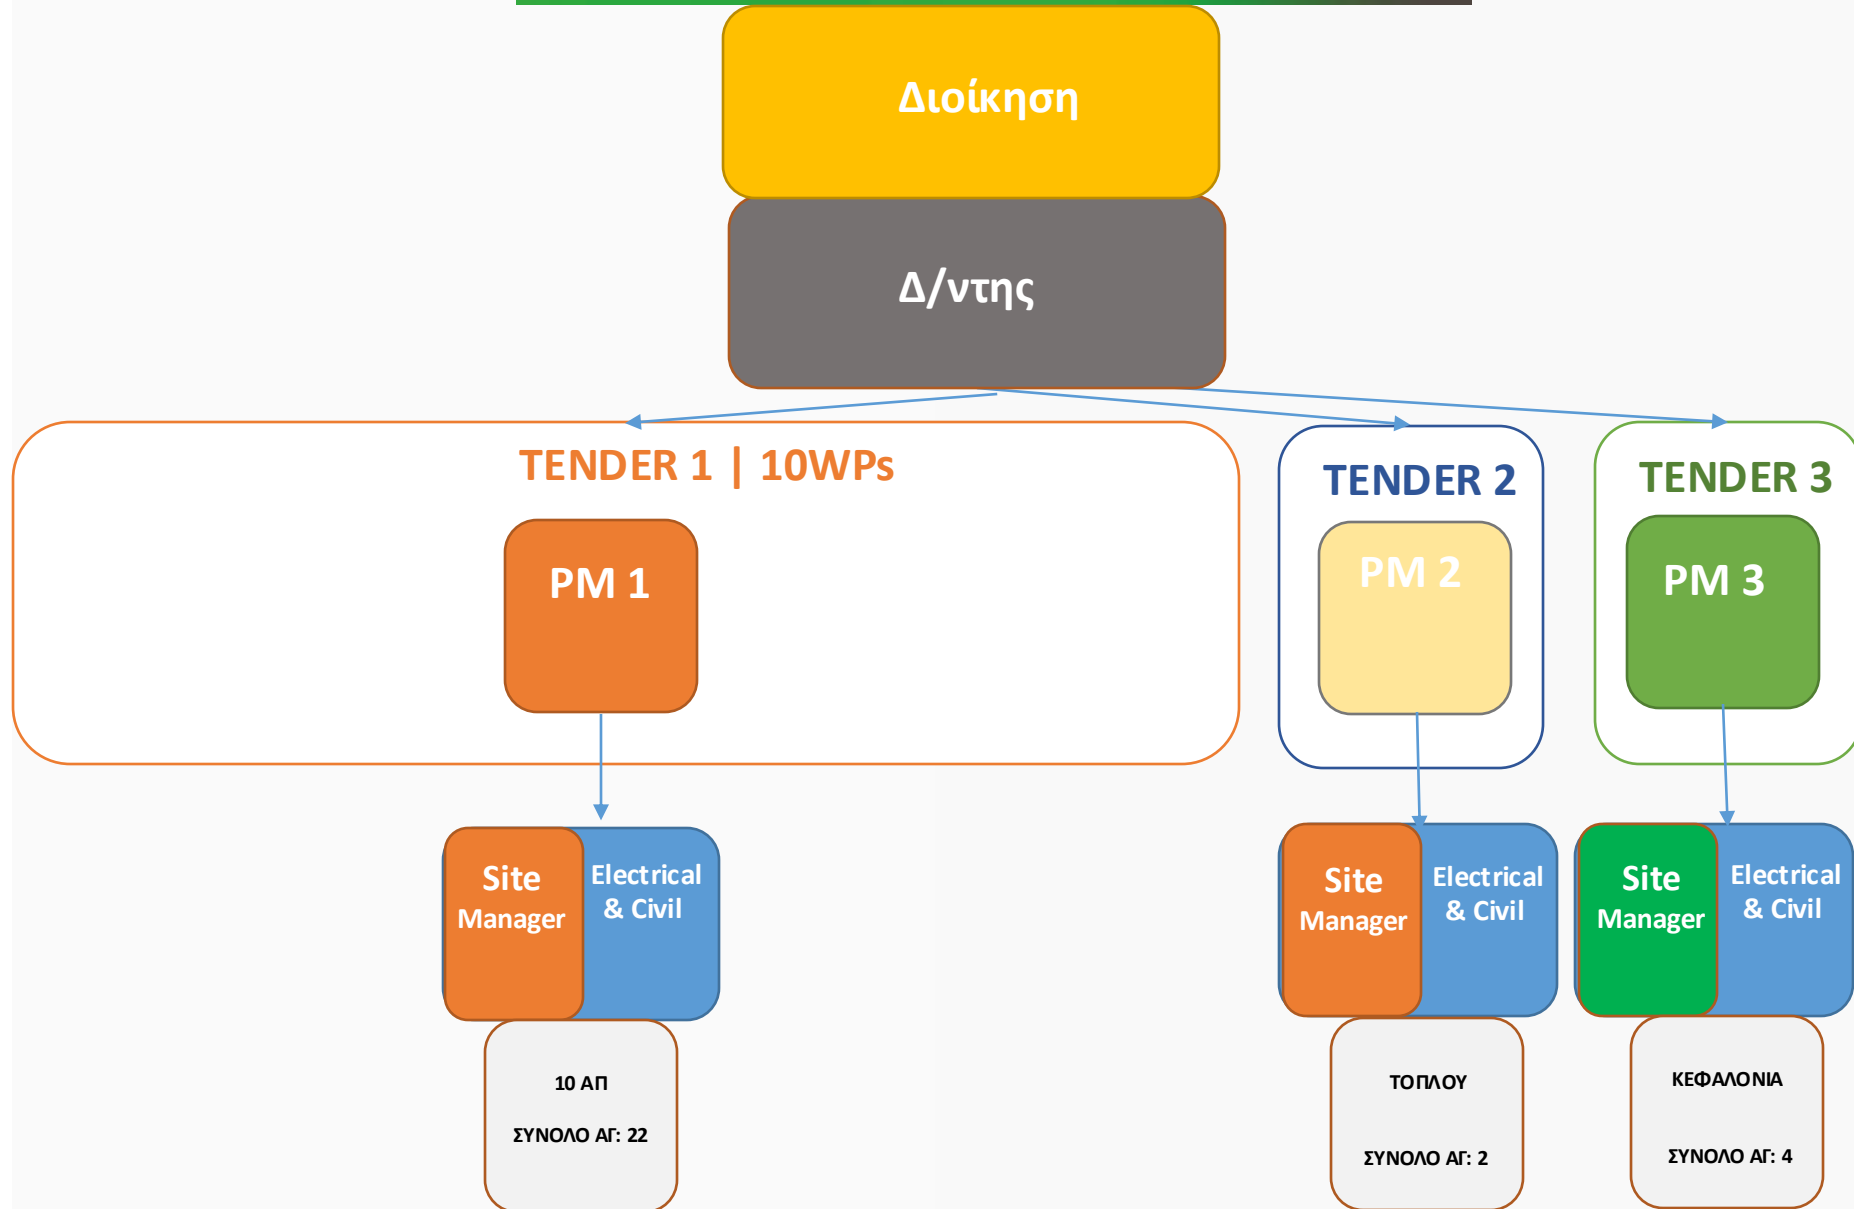 Διοίκηση
Δ/ντης
TENDER 1 | 10WPs
TENDER 2
TENDER 3
PM 1
PM 2
PM 3
Site
Manager
Electrical
& Civil
Site
Manager
Electrical
& Civil
Site
Manager
Electrical
& Civil
10 ΑΠ
ΣΥΝΟΛΟ ΑΓ: 22
ΤΟΠΛΟΥ
ΣΥΝΟΛΟ ΑΓ: 2
ΚΕΦΑΛΟΝΙΑ
ΣΥΝΟΛΟ ΑΓ: 4